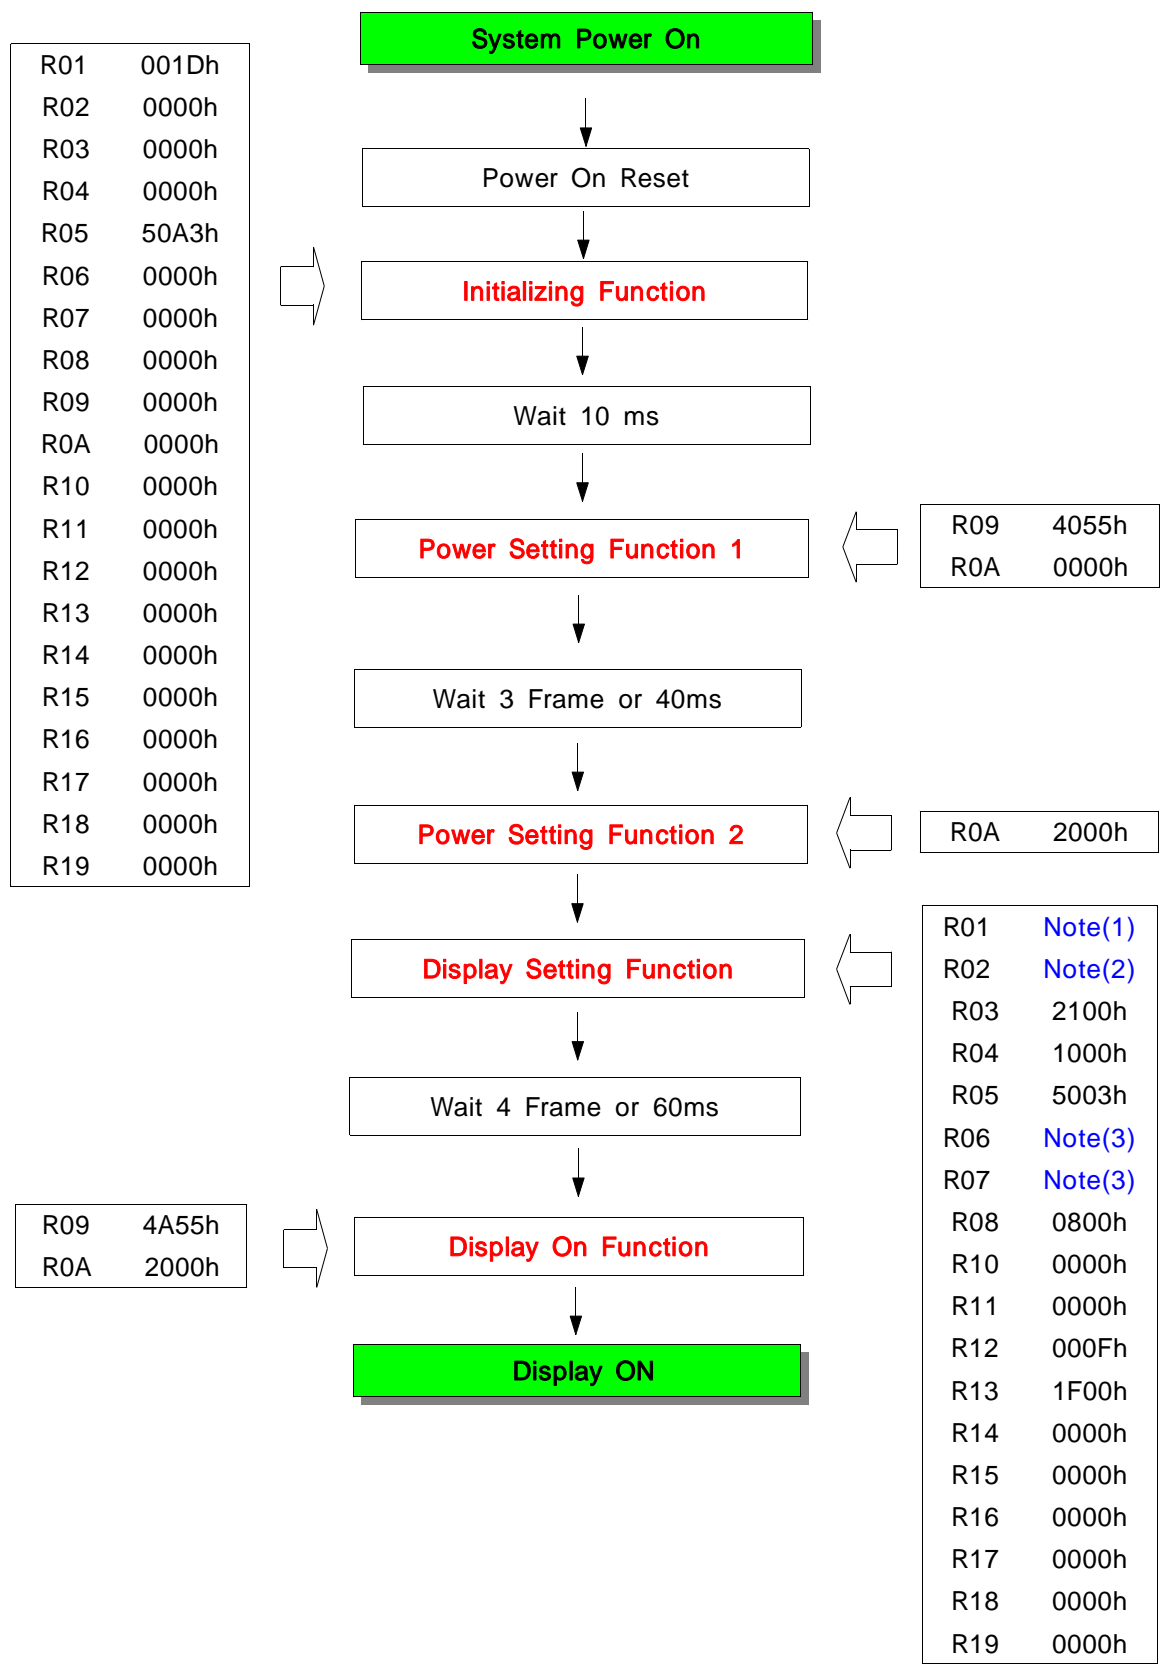 System Power On
R01 001Dh
R02 0000h
R03 0000h
R04 0000h
R05 50A3h
R06 0000h
R07 0000h
R08 0000h
R09 0000h
R0A 0000h
R10 0000h
R11 0000h
R12 0000h
R13 0000h
R14 0000h
R15 0000h
R16 0000h
R17 0000h
R18 0000h
R19 0000h
Power On Reset
Initializing Function
Wait 10 ms
Power Setting Function 1
R09 4055h
R0A 0000h
Wait 3 Frame or 40ms
Power Setting Function 2
R0A 2000h
Display Setting Function
R01 Note(1)
R02 Note(2)
R03 2100h
R04 1000h
R05 5003h
R06 Note(3)
R07 Note(3)
R08 0800h
R10 0000h
R11 0000h
R12 000Fh
R13 1F00h
R14 0000h
R15 0000h
R16 0000h
R17 0000h
R18 0000h
R19 0000h
Wait 4 Frame or 60ms
R09 4A55h
R0A 2000h
Display On Function
Display ON